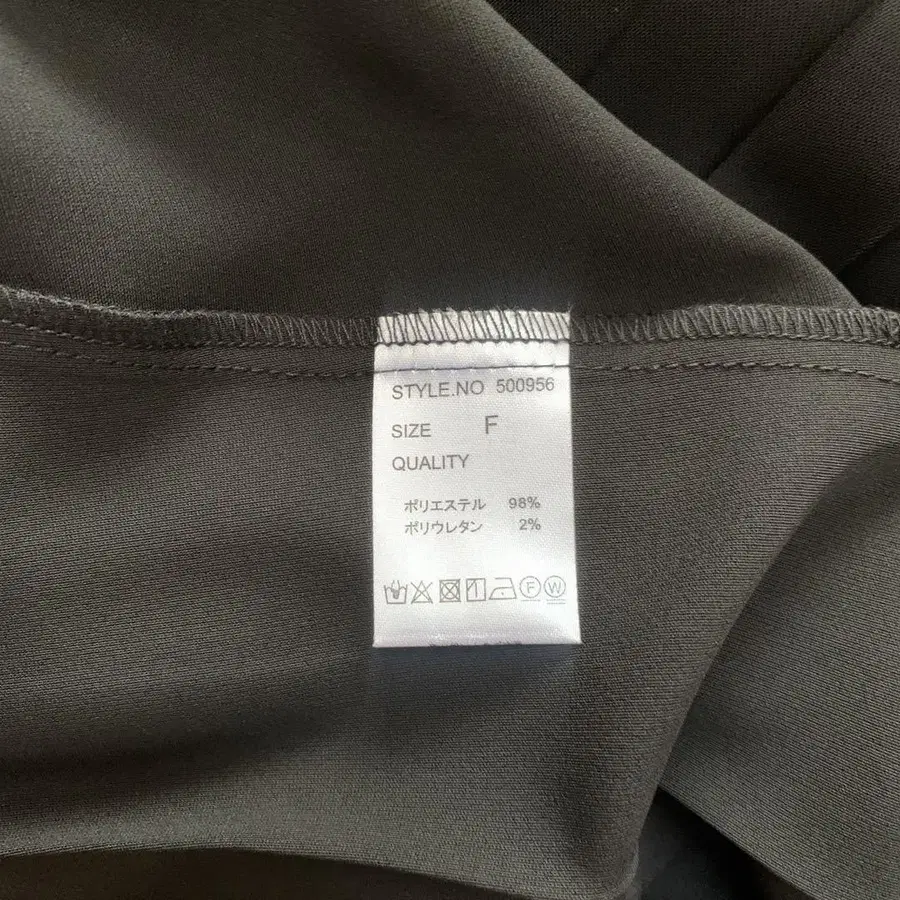 STYLE.NO 500956
SIZE F
QUALITY
ポリエステル 98%
ポリウレタン 2%
F W